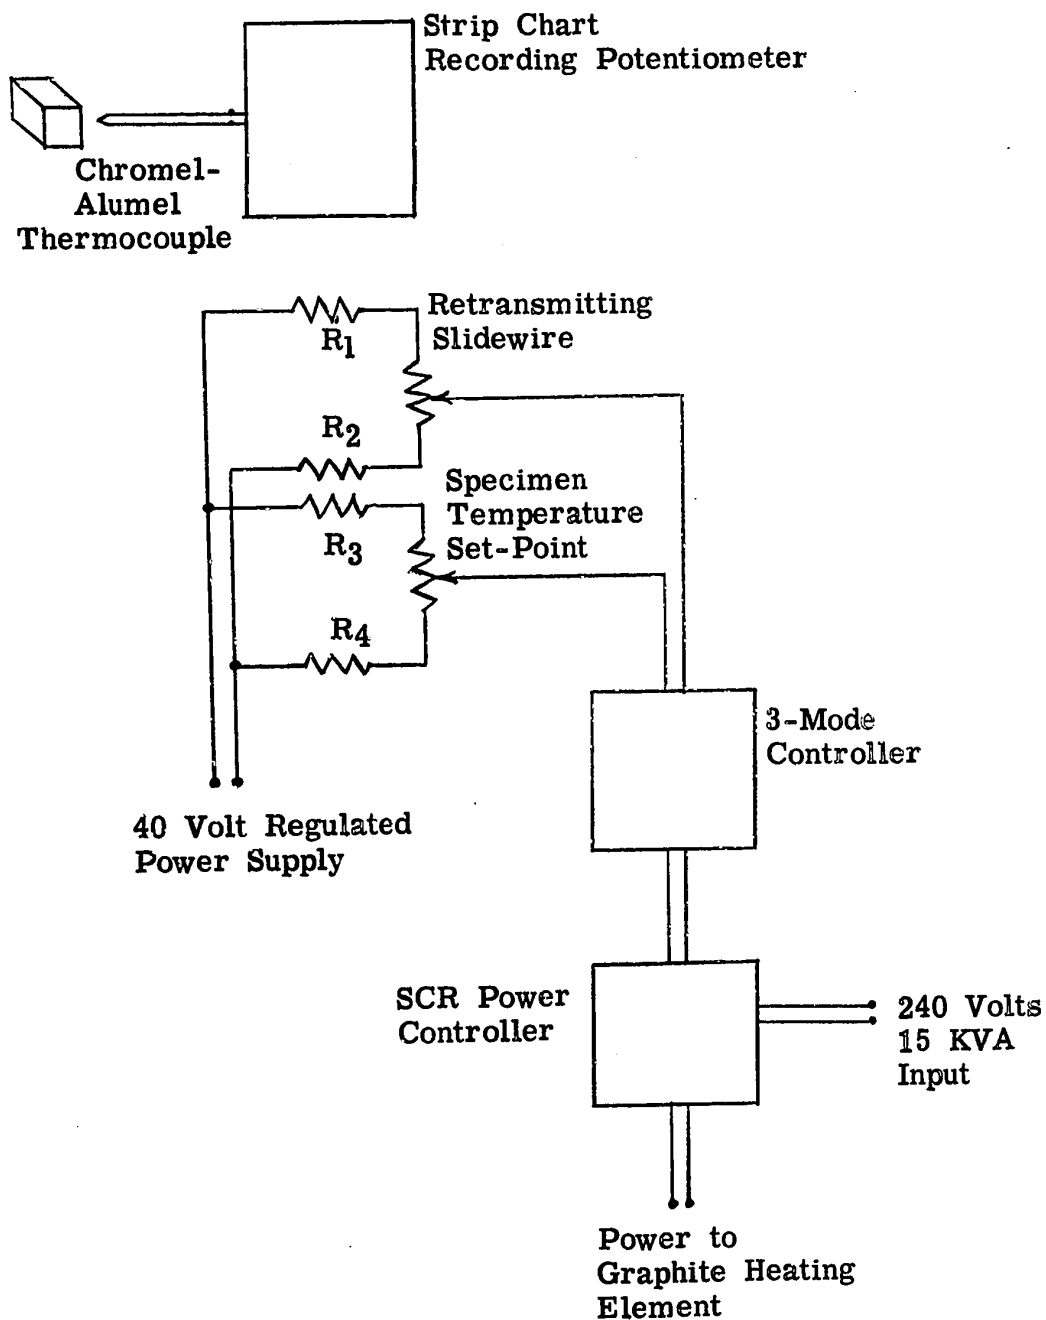 Strip Chart
Recording Potentiometer
Chromel-
Alumel
Thermocouple
Retransmitting
Slidewire
R1
R2
Specimen
Temperature
Set-Point
R3
R4
3-Mode
Controller
40 Volt Regulated
Power Supply
SCR Power
Controller
240 Volts
15 KVA
Input
Power to
Graphite Heating
Element